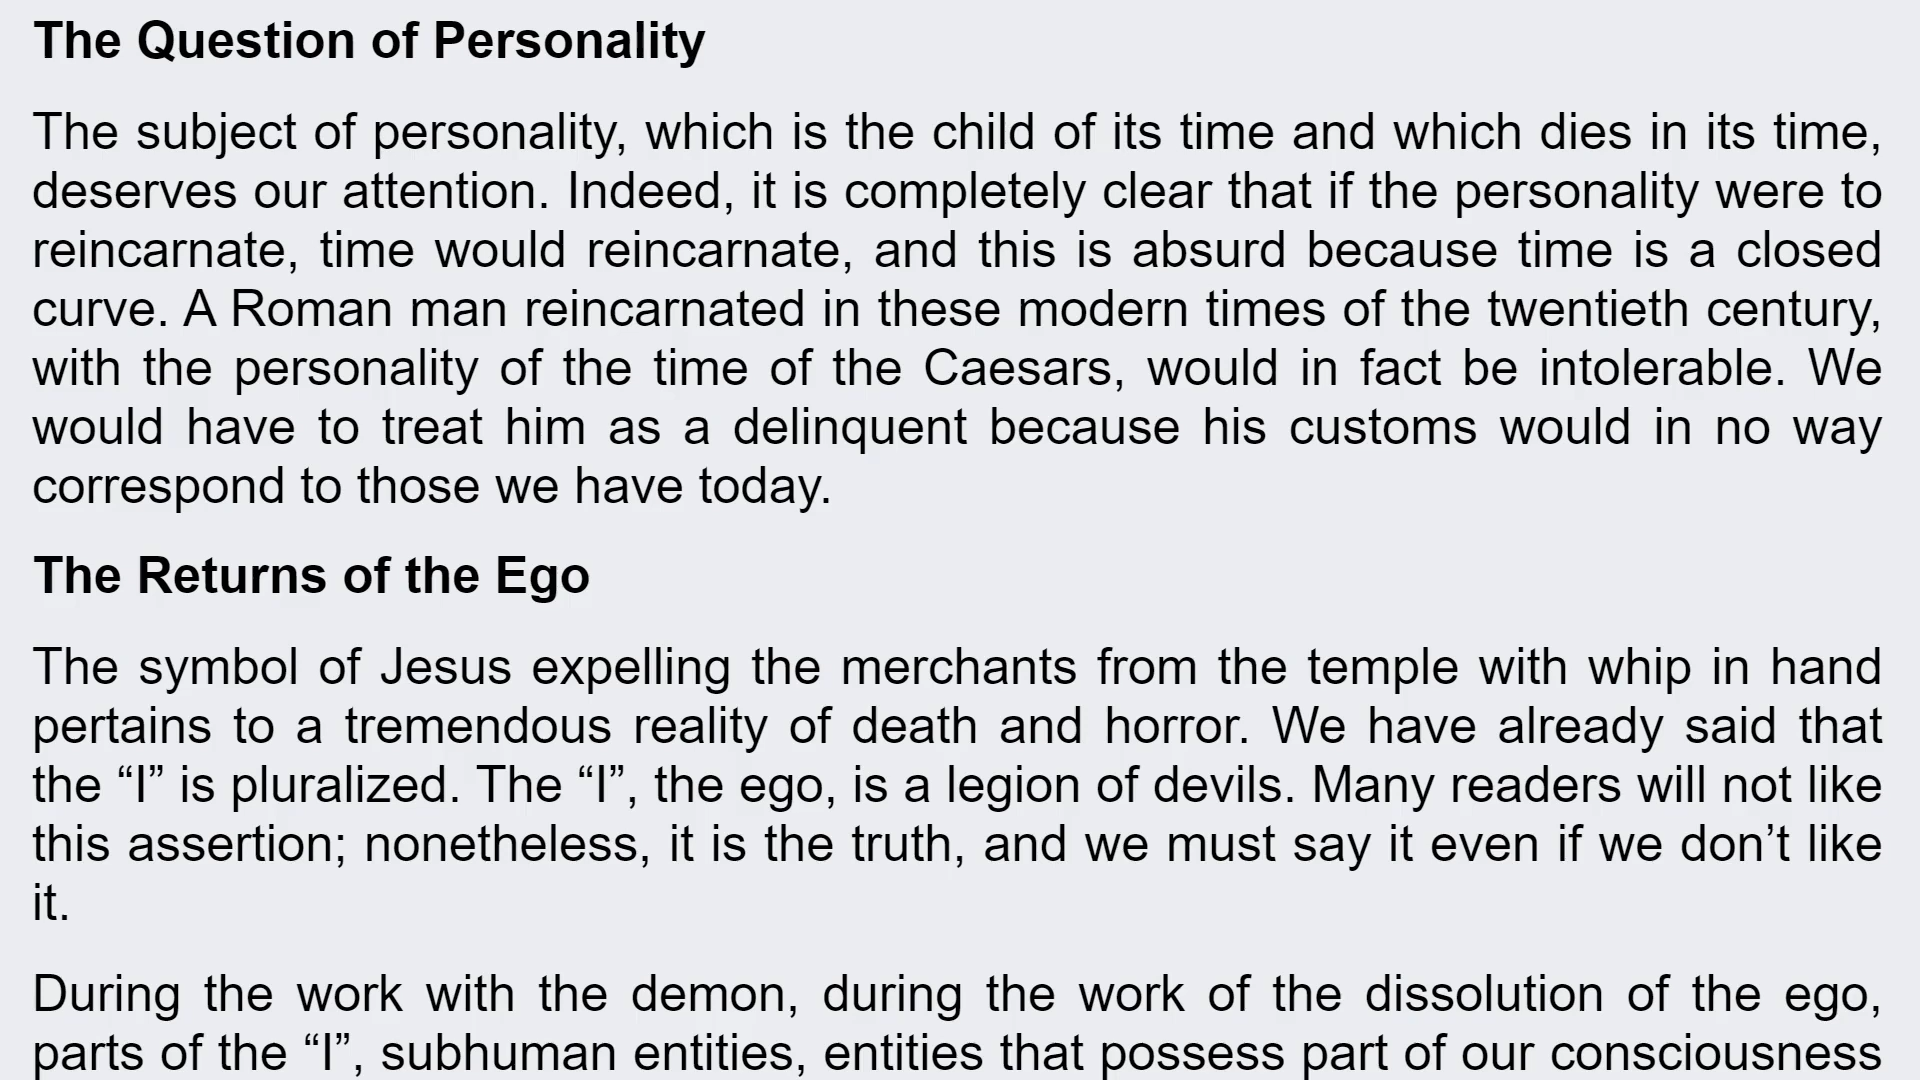 The Question of Personality
The subject of personality, which is the child of its time and which dies in its time,
deserves our attention. Indeed, it is completely clear that if the personality were to
reincarnate, time would reincarnate, and this is absurd because time is a closed
curve. A Roman man reincarnated in these modern times of the twentieth century,
with the personality of the time of the Caesars, would in fact be intolerable. We
would have to treat him as a delinquent because his customs would in no way
correspond to those we have today.
The Returns of the Ego
The symbol of Jesus expelling the merchants from the temple with whip in hand
pertains to a tremendous reality of death and horror. We have already said that
the “I” is pluralized. The “I”, the ego, is a legion of devils. Many readers will not like
this assertion; nonetheless, it is the truth, and we must say it even if we don’t like
it.
During the work with the demon, during the work of the dissolution of the ego,
parts of the “I”, subhuman entities, entities that possess part of our consciousness